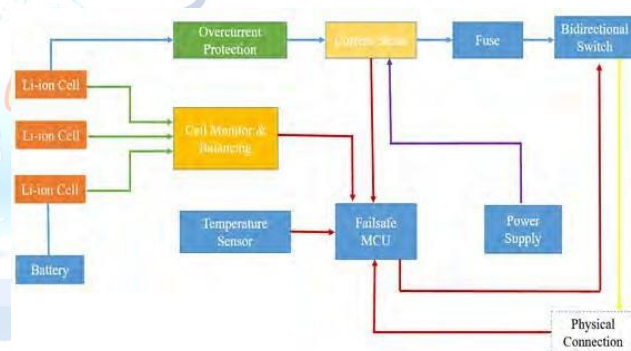 Overcurrent
Protection
Current Sense
Fuse
Bidirectional
Switch
Li-ion Cell
Li-ion Cell
Cell Monitor &
Balancing
Li-ion Cell
Temperature
Sensor
Failsafe
MCU
Power
Supply
Battery
Physical
Connection